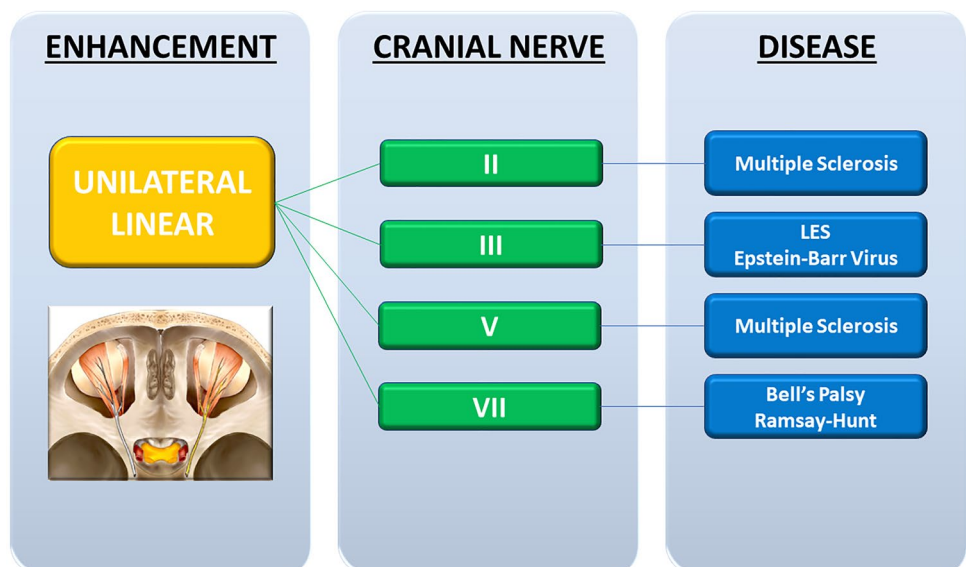 ENHANCEMENT
CRANIAL NERVE
DISEASE
UNILATERAL
LINEAR
II
Multiple Sclerosis
III
LES
Epstein-Barr Virus
V
Multiple Sclerosis
VII
Bell's Palsy
Ramsay-Hunt